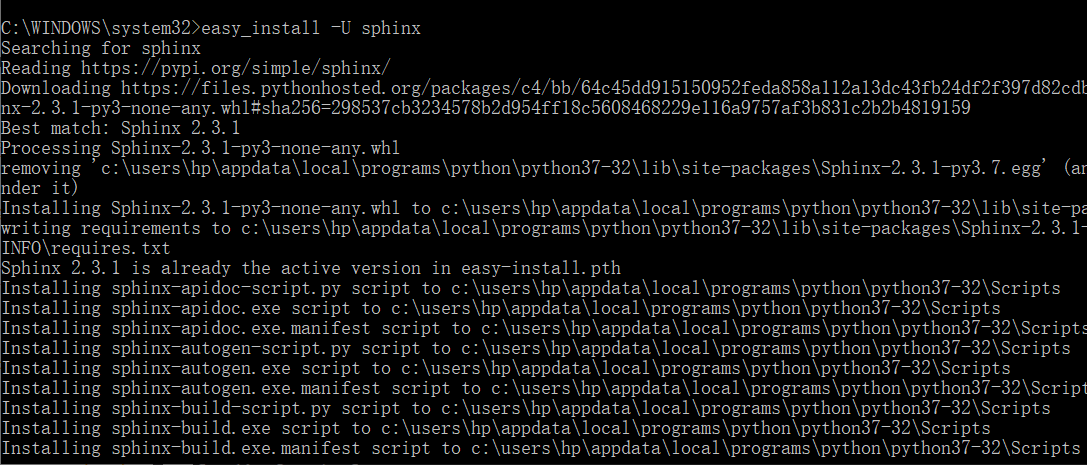 C:\WINDOWS\system32>easy_install -U sphinx
Searching for sphinx
Reading https://pypi.org/simple/sphinx/
Downloading https://files.pythonhosted.org/packages/c4/bb/64c45dd915150952feda858a112a13dc43fb24df2f397d82cdb
nx-2.3.1-py3-none-any.whl#sha256=298537cb3234578b2d954ff18c5608468229e116a9757af3b831c2b2b4819159
Best match: Sphinx 2.3.1
Processing Sphinx-2.3.1-py3-none-any.whl
removing 'c:\users\hp\appdata\local\programs\python\python37-32\lib\site-packages\Sphinx-2.3.1-py3.7.egg' (an
nder it)
Installing Sphinx-2.3.1-py3-none-any.whl to c:\users\hp\appdata\local\programs\python\python37-32\lib\site-pa
writing requirements to c:\users\hp\appdata\local\programs\python\python37-32\lib\site-packages\Sphinx-2.3.1-
INFO\requires.txt
Sphinx 2.3.1 is already the active version in easy-install.pth
Installing sphinx-apidoc-script.py script to c:\users\hp\appdata\local\programs\python\python37-32\Scripts
Installing sphinx-apidoc.exe script to c:\users\hp\appdata\local\programs\python\python37-32\Scripts
Installing sphinx-apidoc.exe.manifest script to c:\users\hp\appdata\local\programs\python\python37-32\Scripts
Installing sphinx-autogen-script.py script to c:\users\hp\appdata\local\programs\python\python37-32\Scripts
Installing sphinx-autogen.exe script to c:\users\hp\appdata\local\programs\python\python37-32\Scripts
Installing sphinx-autogen.exe.manifest script to c:\users\hp\appdata\local\programs\python\python37-32\Script
Installing sphinx-build-script.py script to c:\users\hp\appdata\local\programs\python\python37-32\Scripts
Installing sphinx-build.exe script to c:\users\hp\appdata\local\programs\python\python37-32\Scripts
Installing sphinx-build.exe.manifest script to c:\users\hp\appdata\local\programs\python\python37-32\Scripts